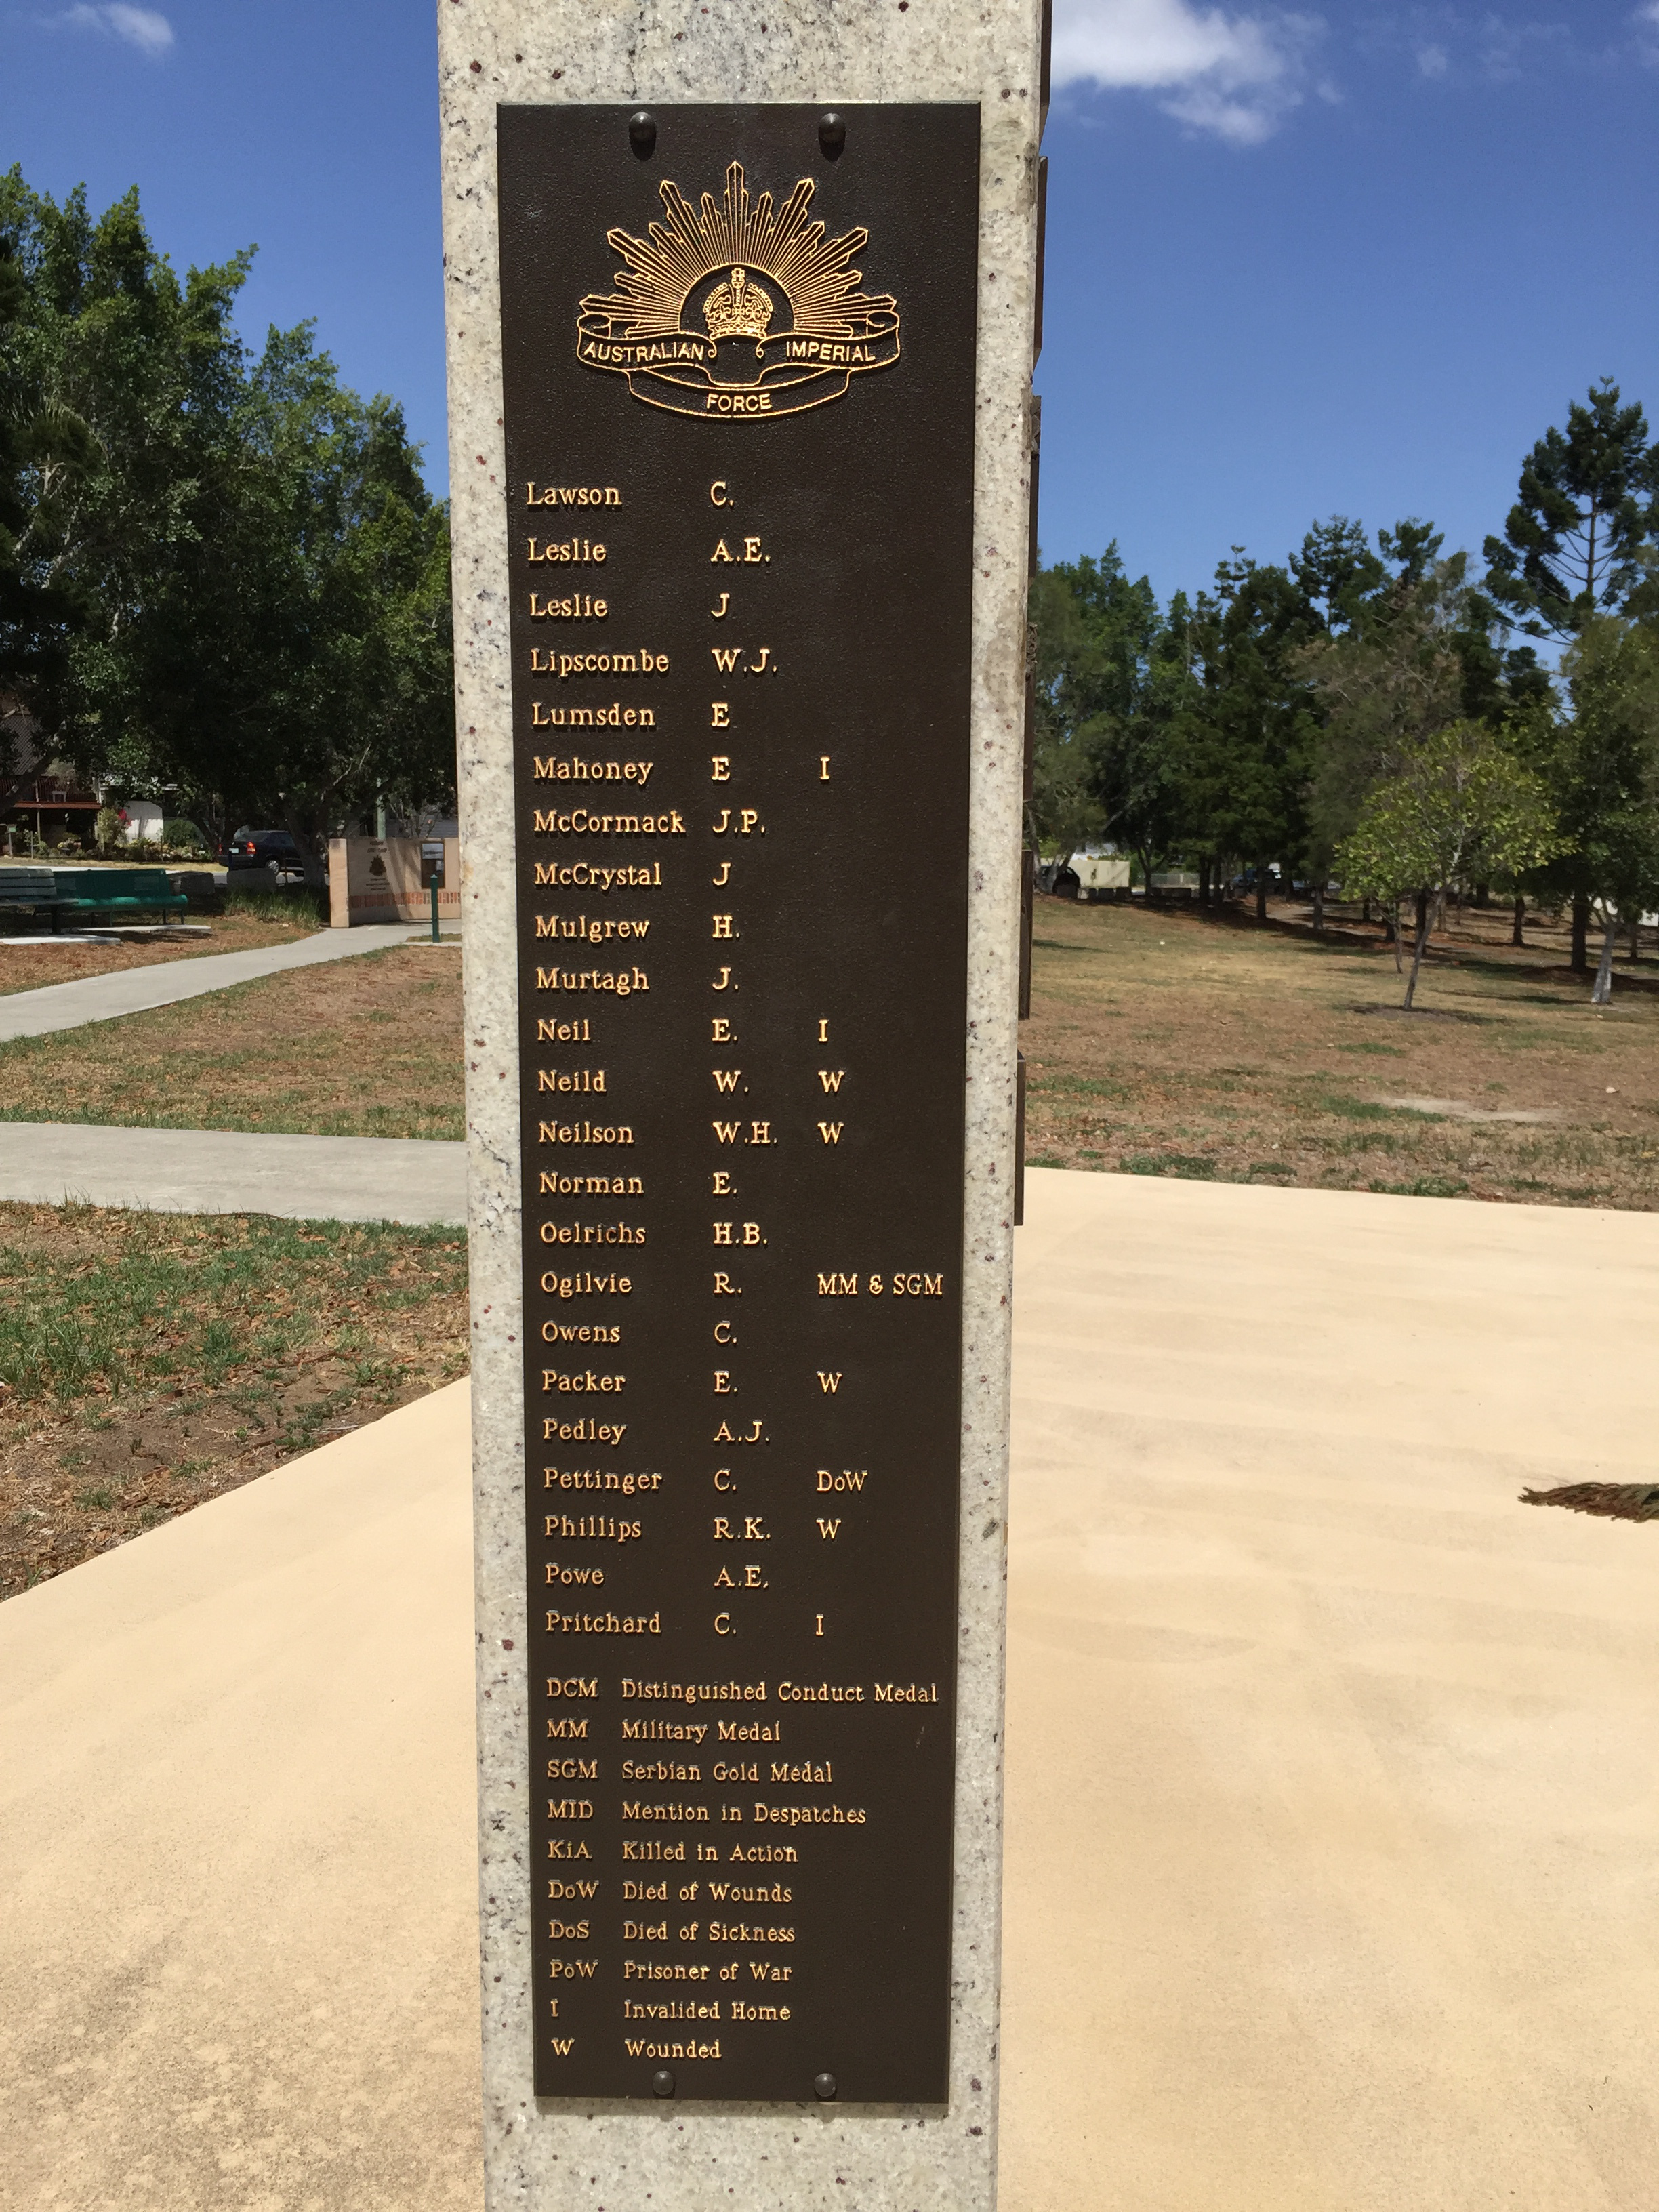 AUSTRALIAN IMPERIAL
FORCE
Lawson C.
Leslie A.E.
Leslie J
Lipscombe W.J.
Lumsden E
Mahoney E I
McCormack J.P.
McCrystal J
Mulgrew H.
Murtagh J.
Neil E. I
Neild W. W
Neilson W.H. W
Norman E.
Oelrichs H.B.
Ogilvie R. MM & SGM
Owens C.
Packer E. W
Pedley A.J.
Pettinger C. DoW
Phillips R.K. W
Powe A.E.
Pritchard C. I
DCM Distinguished Conduct Medal
MM Military Medal
SGM Serbian Gold Medal
MID Mention in Despatches
KiA Killed in Action
DoW Died of Wounds
DoS Died of Sickness
PoW Prisoner of War
I Invalided Home
W Wounded